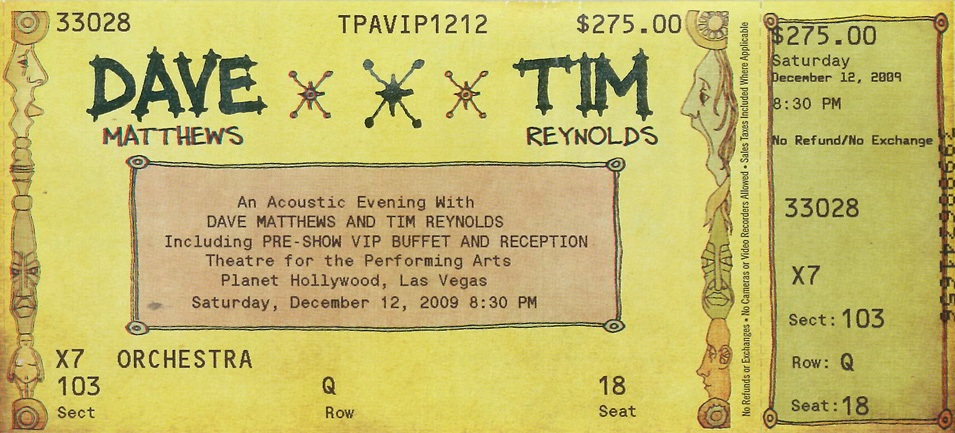 33028 TPAVIP1212 $275.00
DAVE TIM
MATTHEWS REYNOLDS
An Acoustic Evening With
DAVE MATTHEWS AND TIM REYNOLDS
Including PRE-SHOW VIP BUFFET AND RECEPTION
Theatre for the Performing Arts
Planet Hollywood, Las Vegas
Saturday, December 12, 2009 8:30 PM
X7 ORCHESTRA
103 Q 18
Sect Row Seat
No Refunds or Exchanges • No Cameras or Video Recorders Allowed • Sales Taxes Included Where Applicable
$275.00
Saturday
December 12, 2009
8:30 PM
No Refund/No Exchange
33028
X7
Sect: 103
Row: Q
Seat: 18